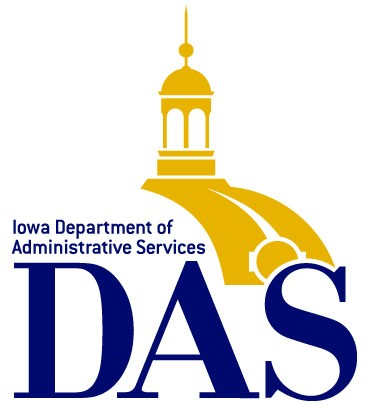 Iowa Department of
Administrative Services
DAS